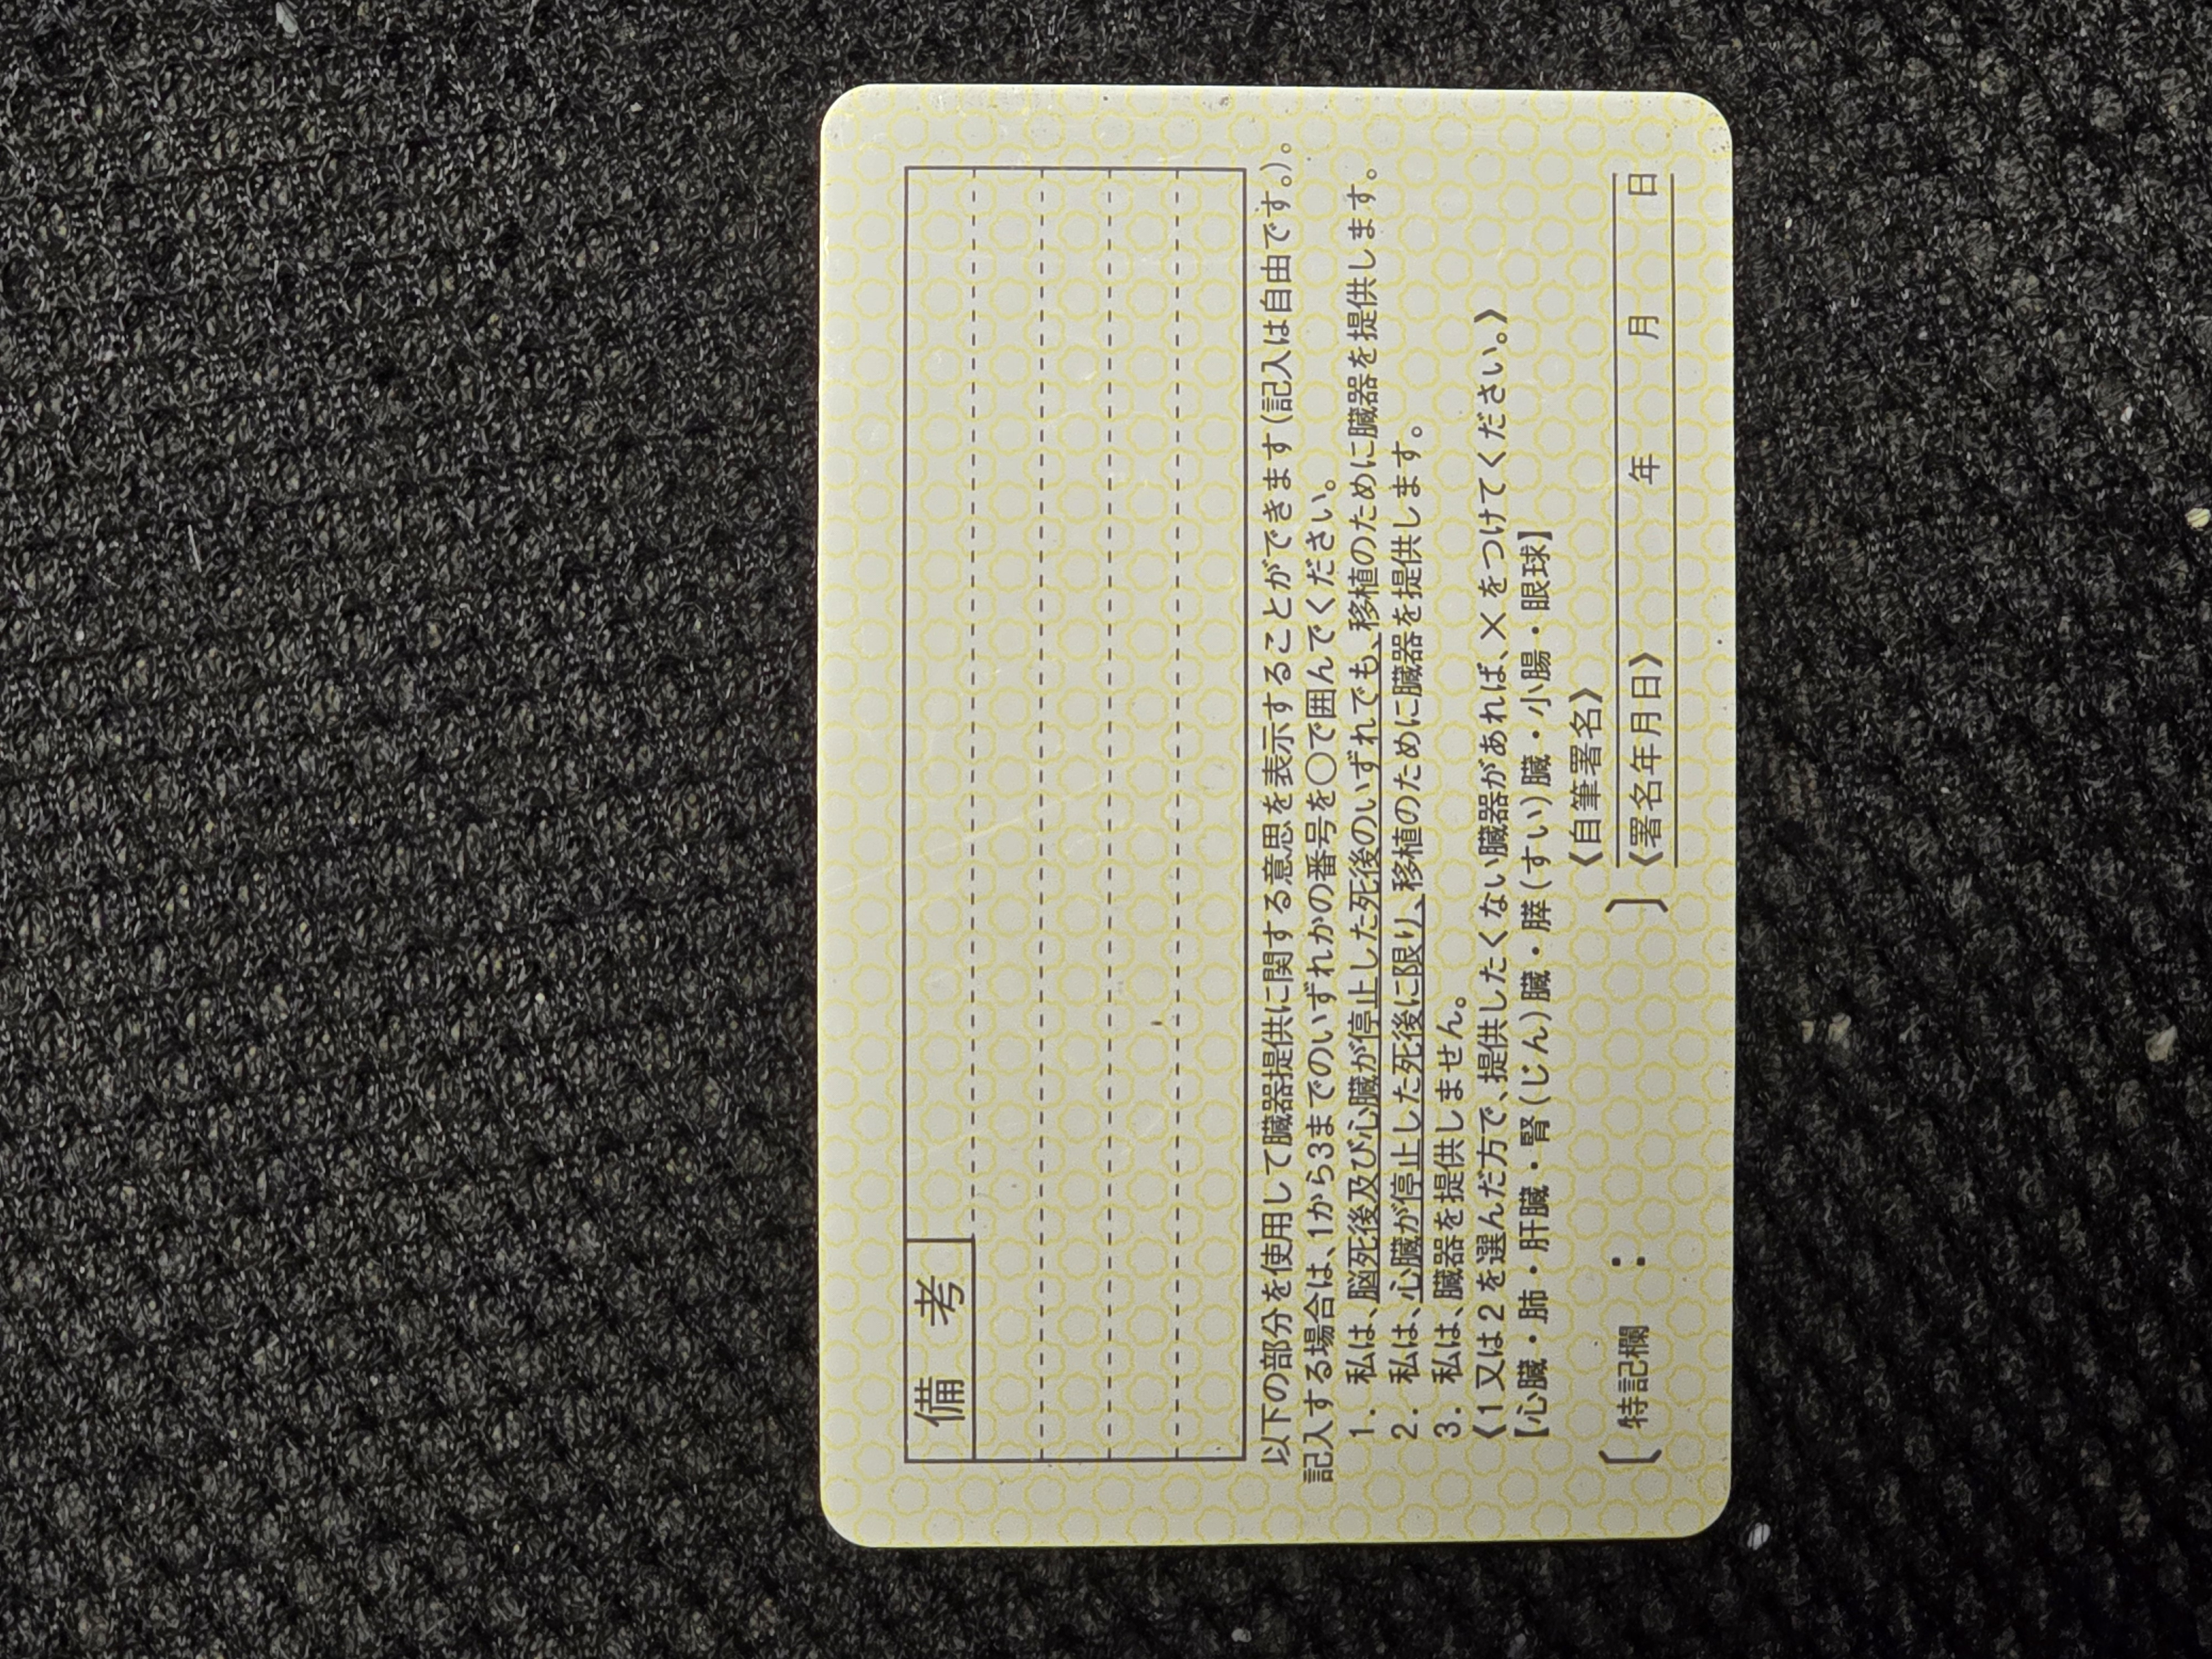 備 考
以下の部分を使用して臓器提供に関する意思を表示することができます(記入は自由です。)。
記入する場合は、1から3までのいずれかの番号を〇で囲んでください。
1. 私は、脳死後及び心臓が停止した死後のいずれでも、移植のために臓器を提供します。
2. 私は、心臓が停止した死後に限り、移植のために臓器を提供します。
3. 私は、臓器を提供しません。
《1又は2を選んだ方で、提供したくない臓器があれば、×をつけてください。》
【心臓・肺・肝臓・腎(じん)臓・膵(すい)臓・小腸・眼球】
〔特記欄: 〕
《自筆署名》
《署名年月日》 年 月 日